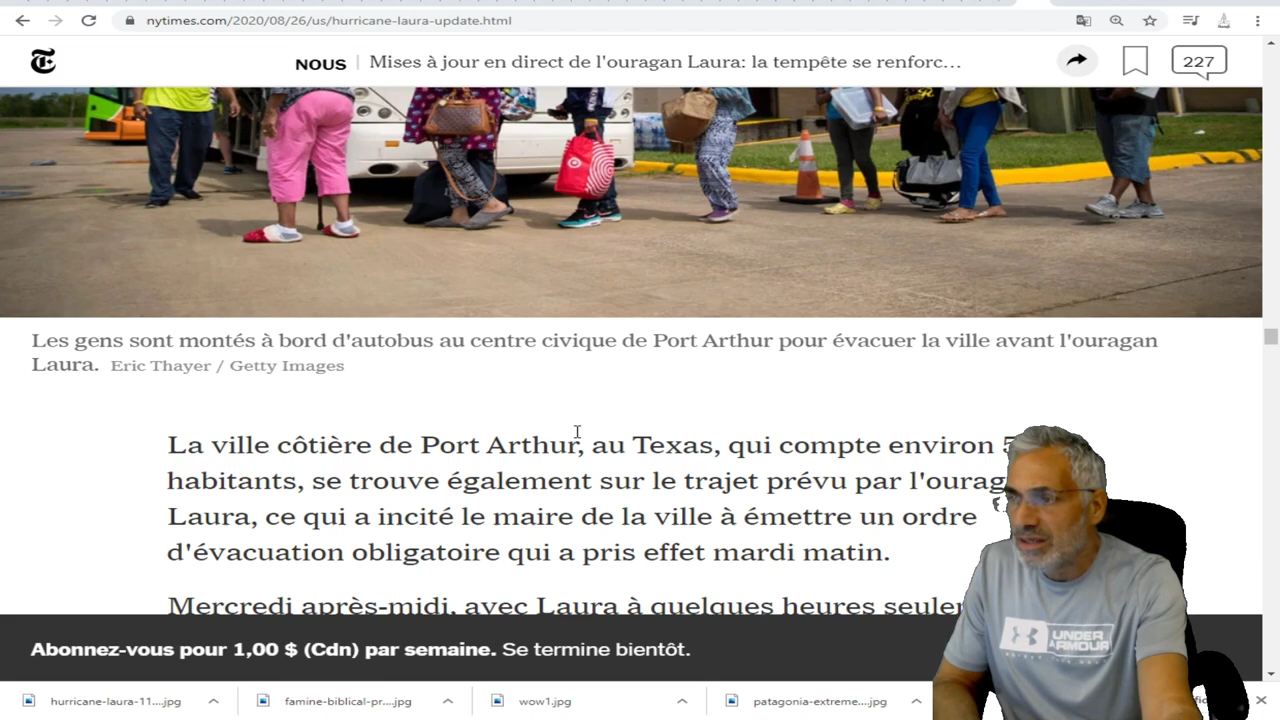 nytimes.com/2020/08/26/us/hurricane-laura-update.html
NOUS | Mises à jour en direct de l'ouragan Laura: la tempête se renforc… 227
Les gens sont montés à bord d'autobus au centre civique de Port Arthur pour évacuer la ville avant l'ouragan
Laura. Eric Thayer / Getty Images
La ville côtière de Port Arthur, au Texas, qui compte environ
habitants, se trouve également sur le trajet prévu par l'ourag
Laura, ce qui a incité le maire de la ville à émettre un ordre
d'évacuation obligatoire qui a pris effet mardi matin.
Mercredi après-midi, avec Laura à quelques heures seuler
UNDER
ARMOUR
Abonnez-vous pour 1,00 $ (Cdn) par semaine. Se termine bientôt.
hurricane-laura-11....jpg famine-biblical-pr....jpg wow1.jpg patagonia-extreme....jpg